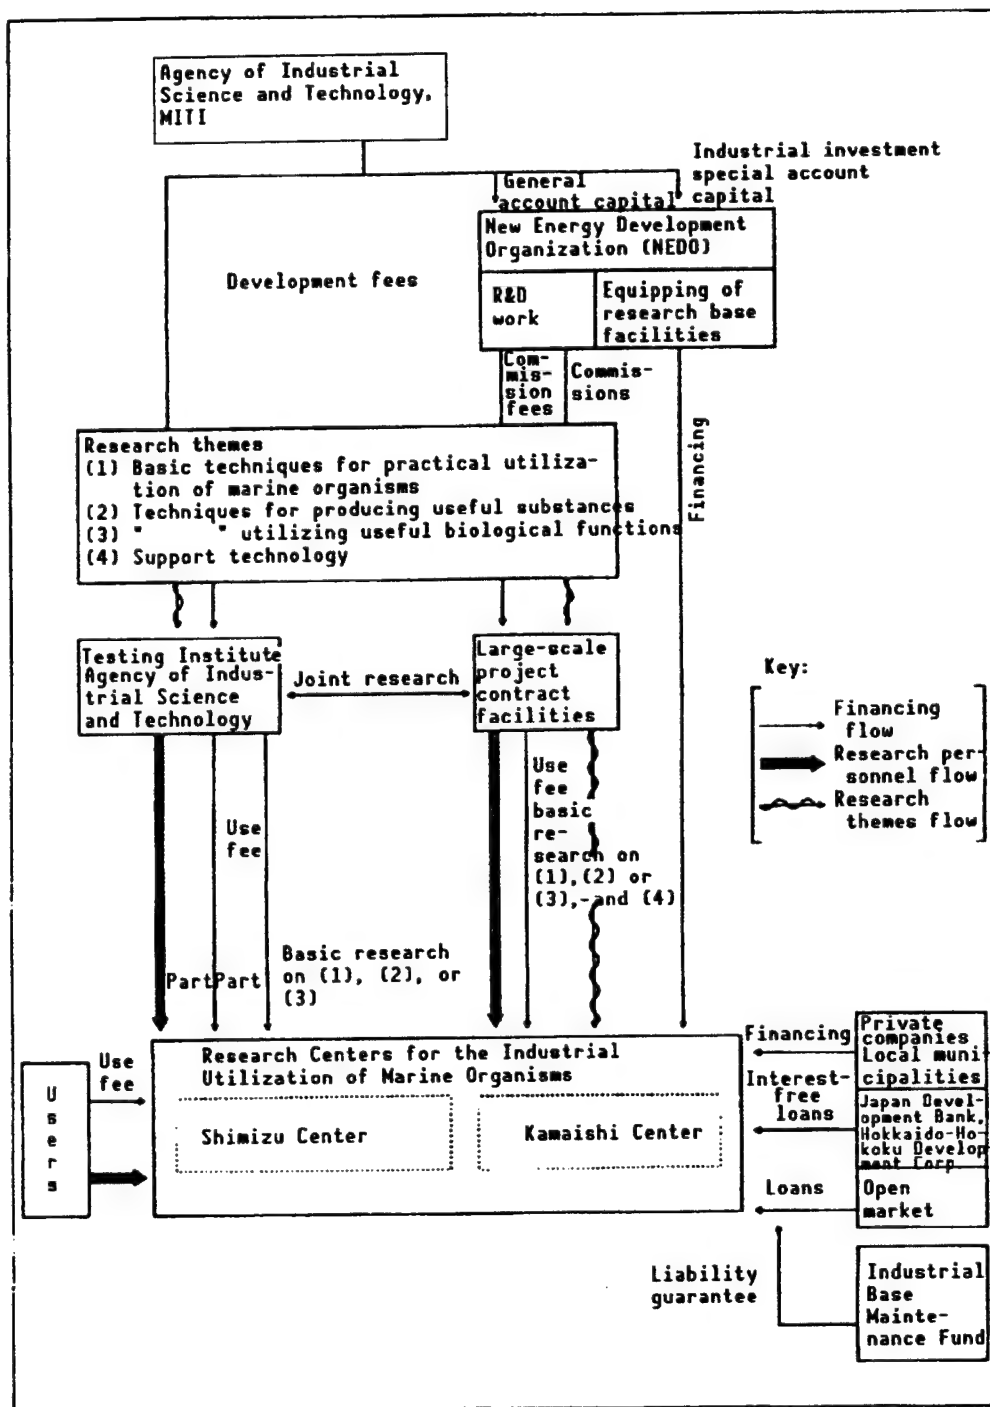 Agency of Industrial
Science and Technology,
MITI
Industrial investment
special account
capital
General
account capital
New Energy Development
Organization (NEDO)
Development fees
R&D
work
Equipping of
research base
facilities
Com-
mis-
sion
fees
Commis-
sions
Financing
Research themes
(1) Basic techniques for practical utiliza-
tion of marine organisms
(2) Techniques for producing useful substances
(3) " " utilizing useful biological functions
(4) Support technology
Testing Institute
Agency of Indus-
trial Science
and Technology
Joint research
Large-scale
project
contract
facilities
Key:
Financing
flow
Research per-
sonnel flow
Research
themes flow
Use
fee
Use
fee
basic
re-
search on
(1),(2) or
(3),-and (4)
Part
Part
Basic research
on (1), (2), or
(3)
Users
Use
fee
Research Centers for the Industrial
Utilization of Marine Organisms
Shimizu Center
Kamaishi Center
Financing
Interest-
free
loans
Loans
Private
companies
Local muni-
cipalities
Japan Devel-
opment Bank,
Hokkaido-Ho-
koku Develop
ment Corp.
Open
market
Liability
guarantee
Industrial
Base
Mainte-
nance Fund